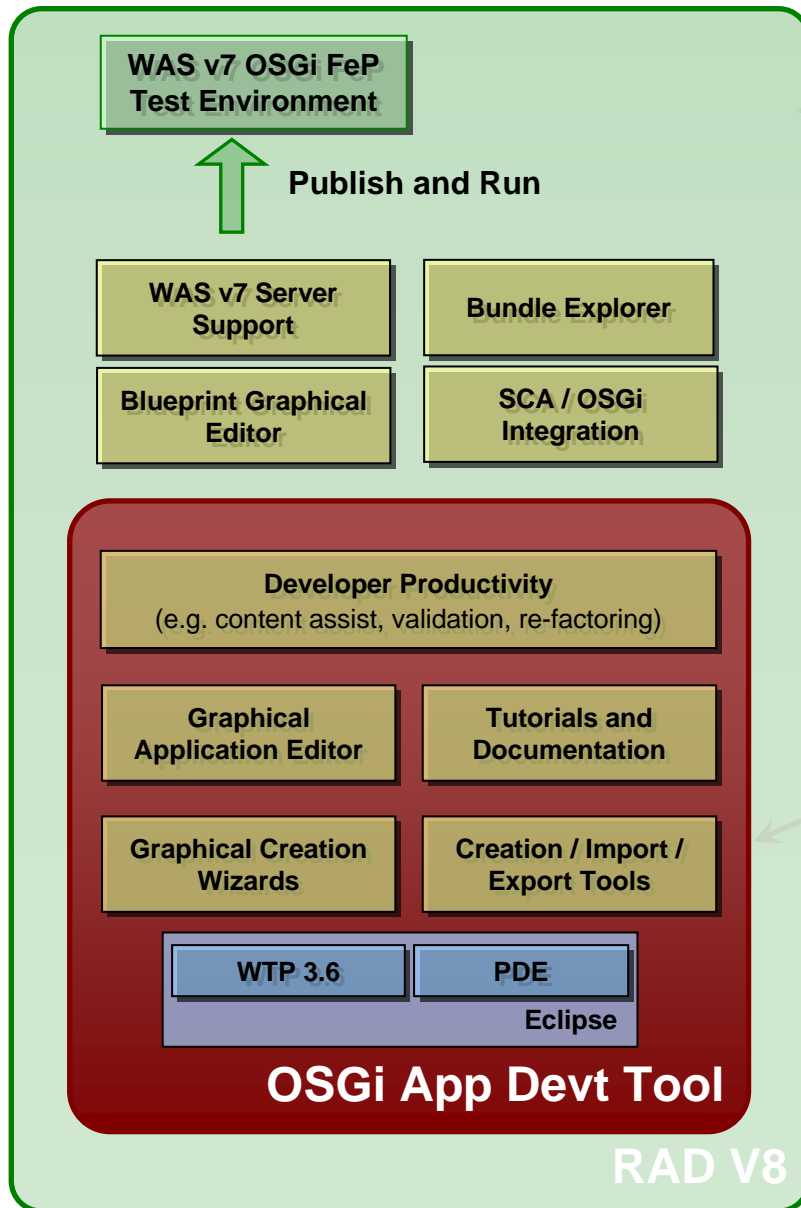 WAS v7 OSGi FeP
Test Environment
Publish and Run
WAS v7 Server
Support
Bundle Explorer
Blueprint Graphical
Editor
SCA / OSGi
Integration
Developer Productivity
(e.g. content assist, validation, re-factoring)
Graphical
Application Editor
Tutorials and
Documentation
Graphical Creation
Wizards
Creation / Import /
Export Tools
WTP 3.6
PDE
Eclipse
OSGi App Devt Tool
RAD V8